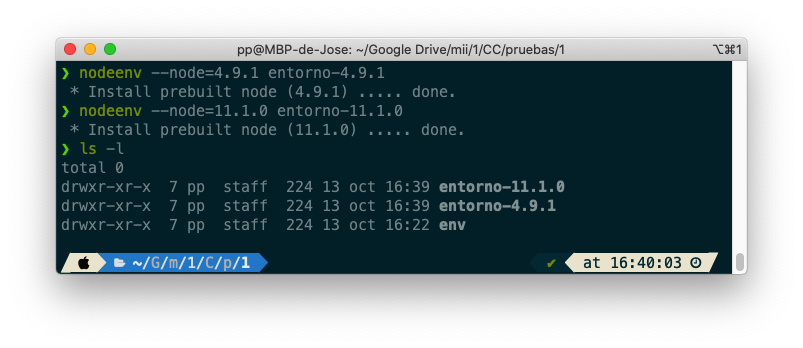 pp@MBP-de-Jose: ~/Google Drive/mii/1/CC/pruebas/1 ⌥⌘1
❯ nodeenv --node=4.9.1 entorno-4.9.1
* Install prebuilt node (4.9.1) ..... done.
❯ nodeenv --node=11.1.0 entorno-11.1.0
* Install prebuilt node (11.1.0) ..... done.
❯ ls -l
total 0
drwxr-xr-x  7 pp  staff  224 13 oct 16:39 entorno-11.1.0
drwxr-xr-x  7 pp  staff  224 13 oct 16:39 entorno-4.9.1
drwxr-xr-x  7 pp  staff  224 13 oct 16:22 env
~/G/m/1/C/p/1 ✔ at 16:40:03